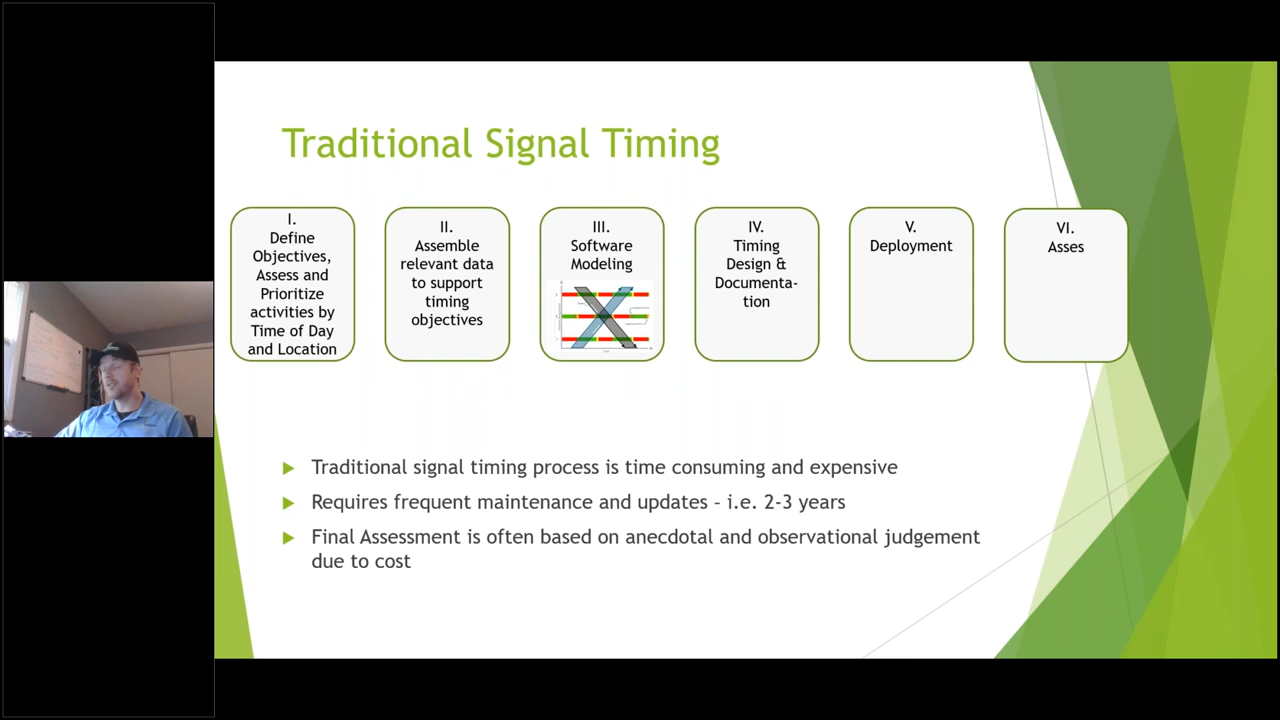 Traditional Signal Timing
I.
Define
Objectives,
Assess and
Prioritize
activities by
Time of Day
and Location
II.
Assemble
relevant data
to support
timing
objectives
III.
Software
Modeling
IV.
Timing
Design &
Documenta-
tion
V.
Deployment
VI.
Asses
Traditional signal timing process is time consuming and expensive
Requires frequent maintenance and updates – i.e. 2-3 years
Final Assessment is often based on anecdotal and observational judgement
due to cost